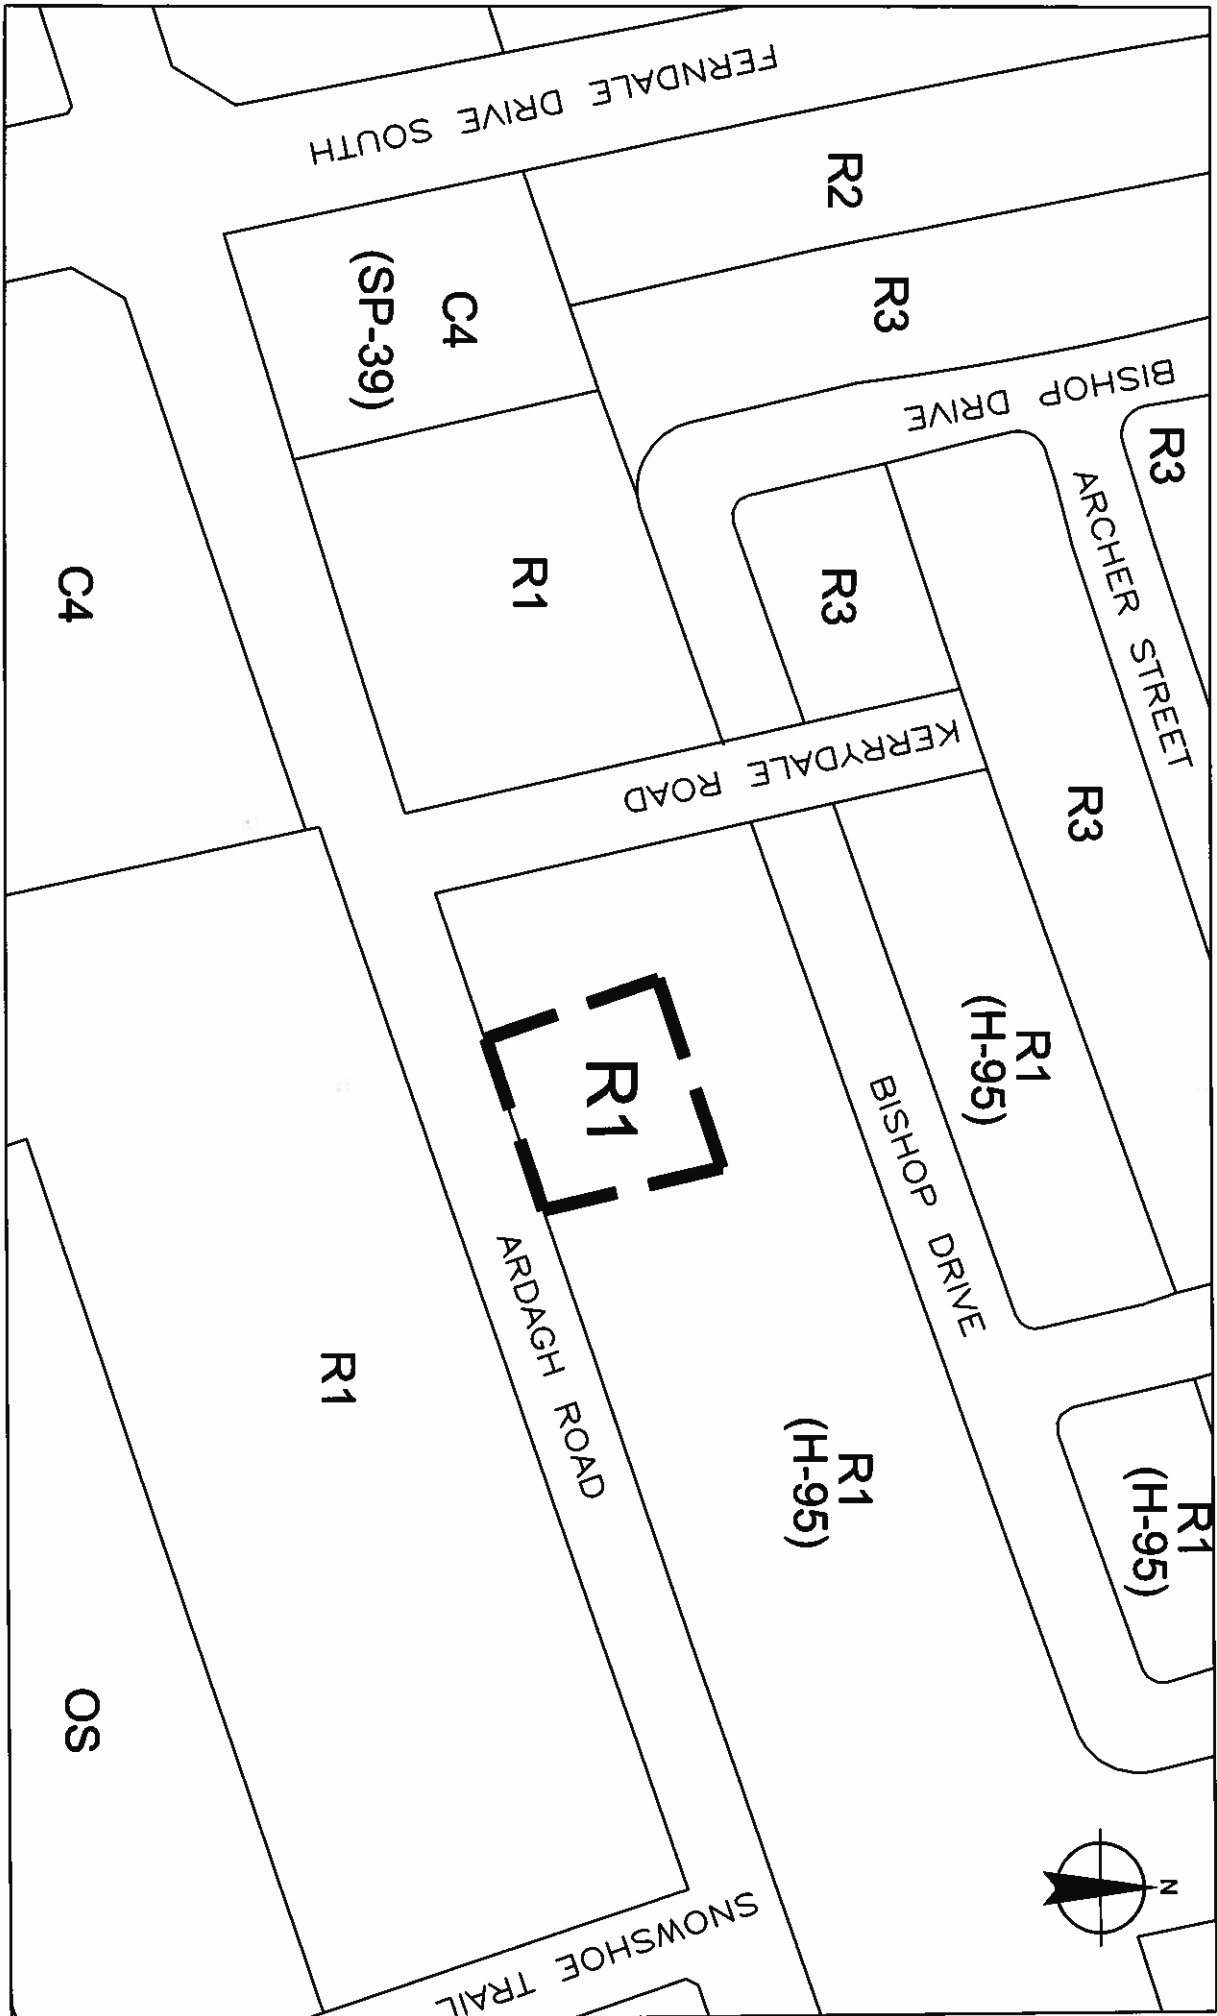 FERNDALE DRIVE SOUTH
R2
R3
C4
(SP-39)
BISHOP DRIVE
R3
ARCHER STREET
R3
R1
C4
KERRYDALE ROAD
R3
R1
(H-95)
R1
BISHOP DRIVE
ARDAGH ROAD
R1
R1
(H-95)
R1
(H-95)
OS
SNOWSHOE TRAIL
N